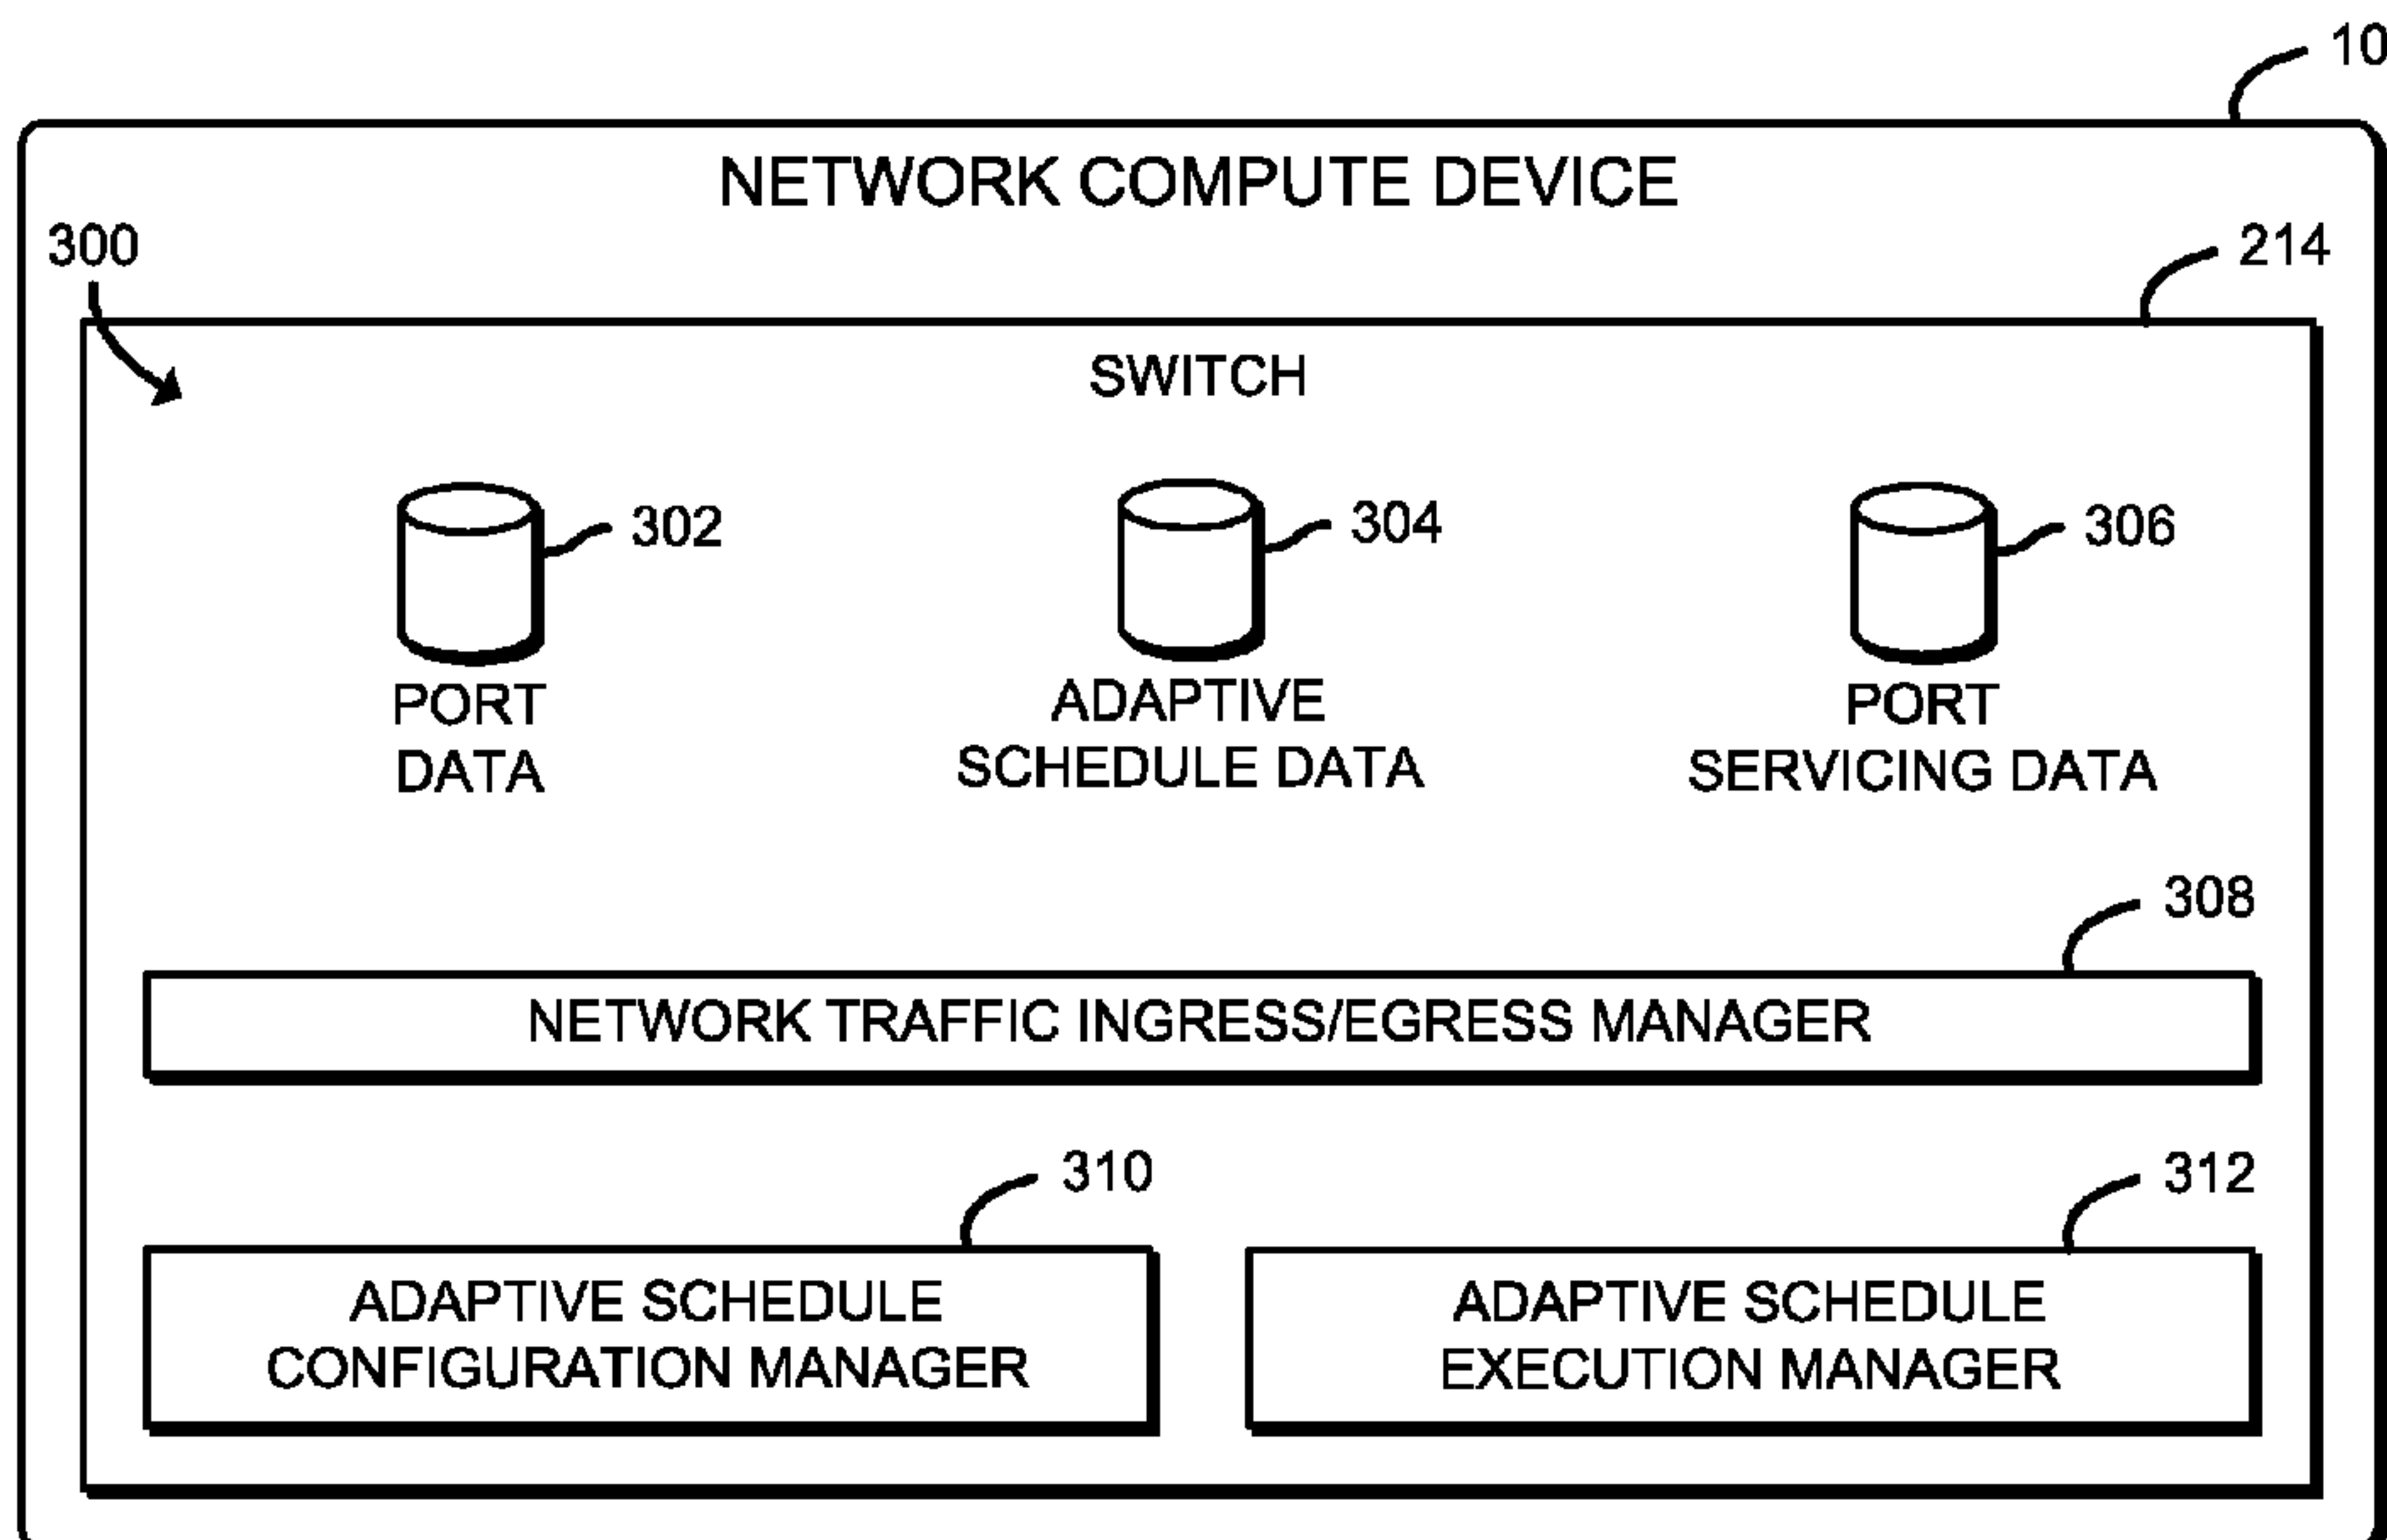 10
NETWORK COMPUTE DEVICE
300
214
SWITCH
302
304
306
PORT
DATA
ADAPTIVE
SCHEDULE DATA
PORT
SERVICING DATA
308
NETWORK TRAFFIC INGRESS/EGRESS MANAGER
310
312
ADAPTIVE SCHEDULE
CONFIGURATION MANAGER
ADAPTIVE SCHEDULE
EXECUTION MANAGER